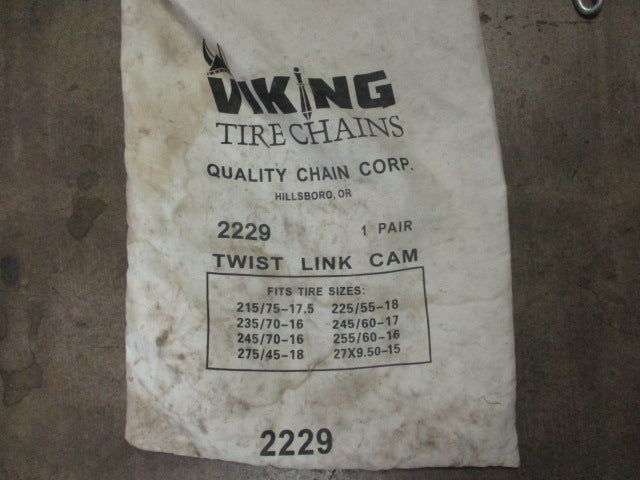 VIKING
TIRE CHAINS
QUALITY CHAIN CORP.
HILLSBORO, OR
2229 1 PAIR
TWIST LINK CAM
FITS TIRE SIZES:
215/75-17.5 225/55-18
235/70-16 245/60-17
245/70-16 255/60-16
275/45-18 27X9.50-15
2229